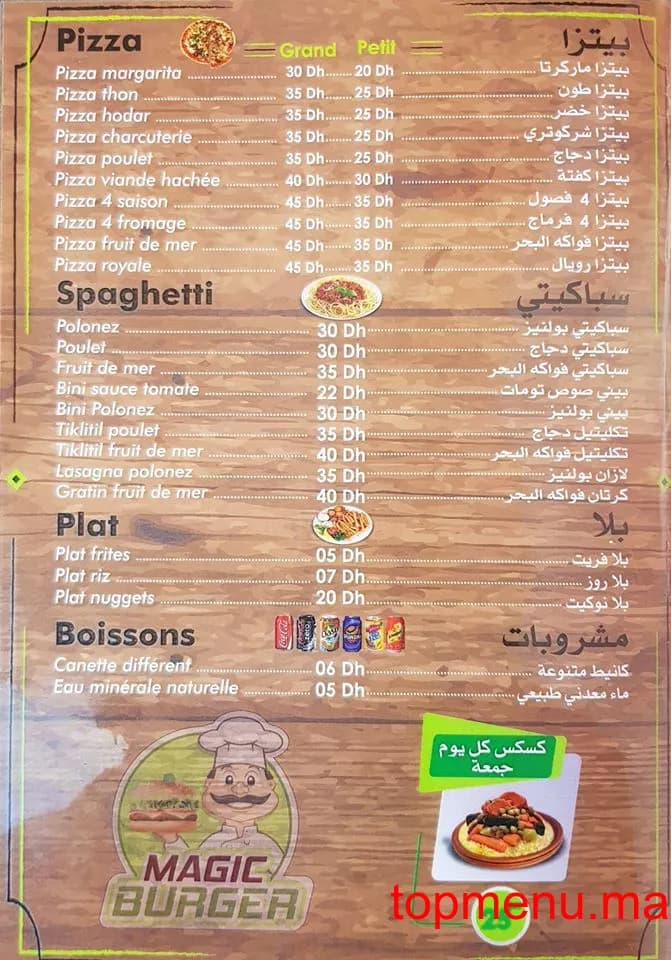 Pizza Grand Petit بيتزا
Pizza margarita 30 Dh 20 Dh بيتزا ماركرتا
Pizza thon 35 Dh 25 Dh بيتزا طون
Pizza hodar 35 Dh 25 Dh بيتزا خضر
Pizza charcuterie 35 Dh 25 Dh بيتزا شركوتري
Pizza poulet 35 Dh 25 Dh بيتزا دجاج
Pizza viande hachée 40 Dh 30 Dh بيتزا كفتة
Pizza 4 saison 45 Dh 35 Dh بيتزا 4 فصول
Pizza 4 fromage 45 Dh 35 Dh بيتزا 4 فرماج
Pizza fruit de mer 45 Dh 35 Dh بيتزا فواكه البحر
Pizza royale 45 Dh 35 Dh بيتزا رويال
Spaghetti سباكيتي
Polonez 30 Dh سباكيتي بولنيز
Poulet 30 Dh سباكيتي دجاج
Fruit de mer 35 Dh سباكيتي فواكه البحر
Bini sauce tomate 22 Dh بيني صوص تومات
Bini Polonez 30 Dh بيني بولنيز
Tiklitil poulet 35 Dh تكليتيل دجاج
Tiklitil fruit de mer 40 Dh تكليتيل فواكه البحر
Lasagna polonez 35 Dh لازان بولنيز
Gratin fruit de mer 40 Dh كرتان فواكه البحر
Plat بلا
Plat frites 05 Dh بلا فريت
Plat riz 07 Dh بلا روز
Plat nuggets 20 Dh بلا نوكيت
Boissons مشروبات
Canette différent 06 Dh كانيط متنوعة
Eau minérale naturelle 05 Dh ماء معدني طبيعي
كسكس كل يوم
جمعة
MAGIC
BURGER
25
topmenu.ma